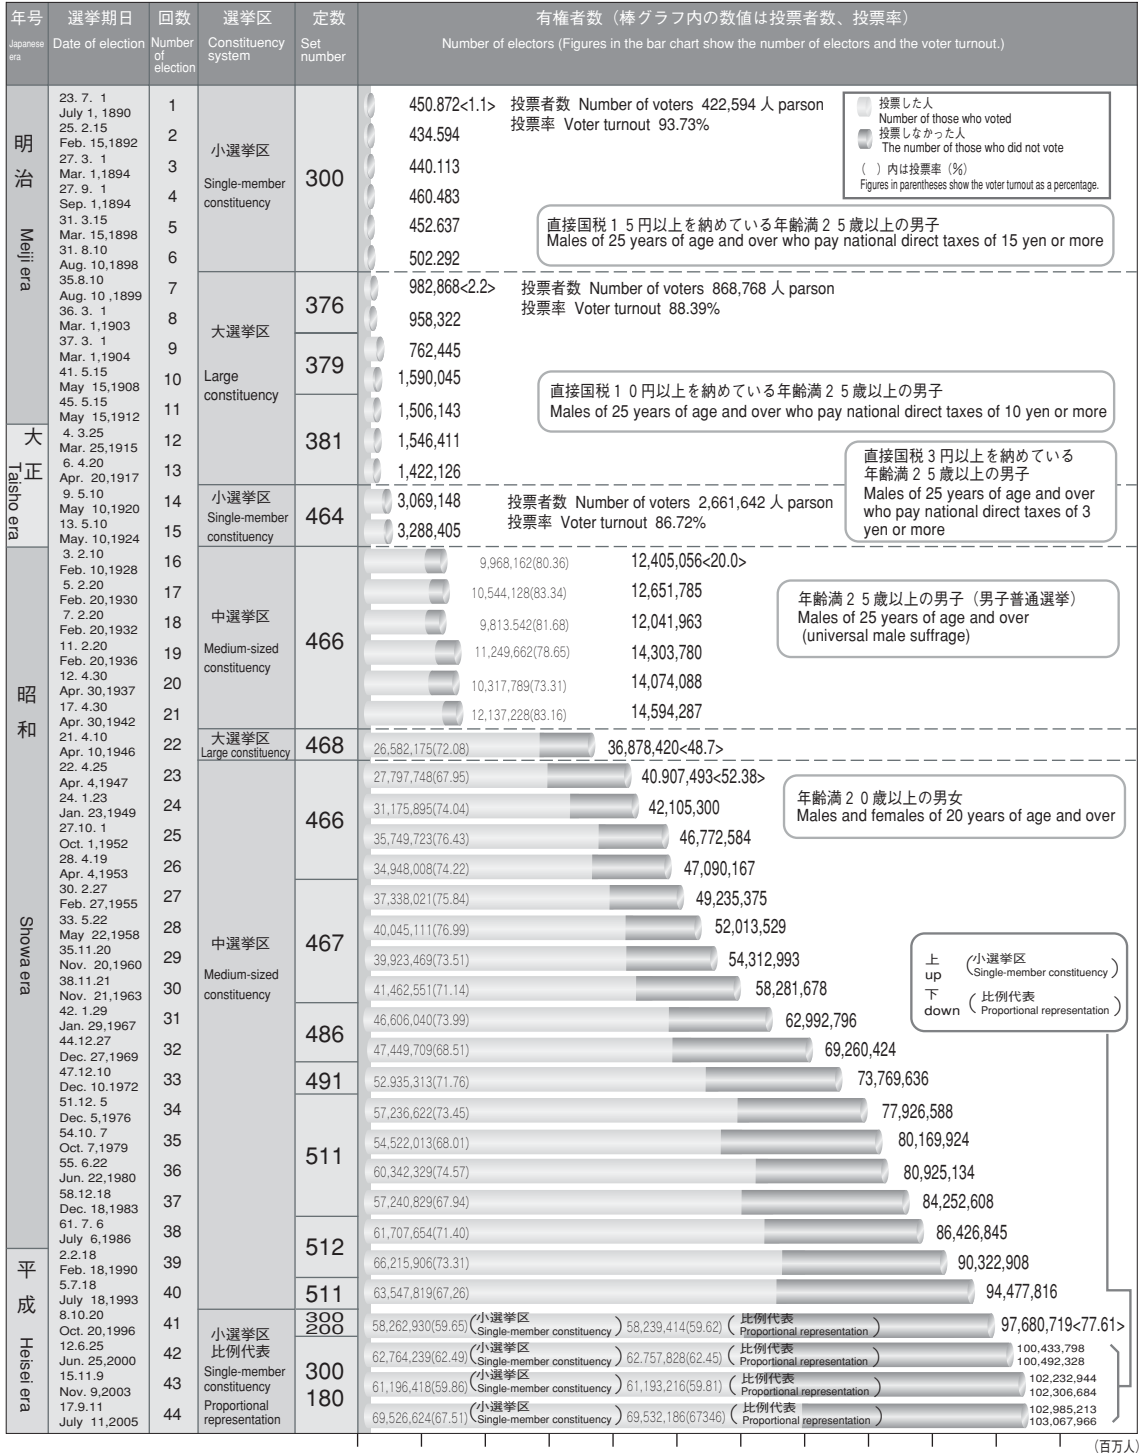 年号 選挙期日 回数 選挙区 定数 有権者数（棒グラフ内の数値は投票者数、投票率）
Japanese era Date of election Number of election Constituency system Set number Number of electors (Figures in the bar chart show the number of electors and the voter turnout.)
投票した人
Number of those who voted
投票しなかった人
The number of those who did not vote
（ ）内は投票率（%）
Figures in parentheses show the voter turnout as a percentage.
明治 Meiji era
小選挙区
Single-member constituency
300
23. 7. 1
July 1, 1890 1 450.872<1.1> 投票者数 Number of voters 422,594 人 parson
投票率 Voter turnout 93.73%
25. 2.15
Feb. 15,1892 2 434.594
27. 3. 1
Mar. 1,1894 3 440.113
27. 9. 1
Sep. 1,1894 4 460.483
31. 3.15
Mar. 15,1898 5 452.637
31. 8.10
Aug. 10,1898 6 502.292
直接国税１５円以上を納めている年齢満２５歳以上の男子
Males of 25 years of age and over who pay national direct taxes of 15 yen or more
大選挙区
Large constituency
376
35.8.10
Aug. 10 ,1899 7 982,868<2.2> 投票者数 Number of voters 868,768 人 parson
投票率 Voter turnout 88.39%
36. 3. 1
Mar. 1,1903 8 958,322
379
37. 3. 1
Mar. 1,1904 9 762,445
41. 5.15
May 15,1908 10 1,590,045
381
45. 5.15
May 15,1912 11 1,506,143
直接国税１０円以上を納めている年齢満２５歳以上の男子
Males of 25 years of age and over who pay national direct taxes of 10 yen or more
大正 Taisho era
4. 3.25
Mar. 25,1915 12 1,546,411
6. 4.20
Apr. 20,1917 13 1,422,126
小選挙区
Single-member constituency
464
9. 5.10
May 10,1920 14 3,069,148 投票者数 Number of voters 2,661,642 人 parson
投票率 Voter turnout 86.72%
13. 5.10
May. 10,1924 15 3,288,405
直接国税３円以上を納めている
年齢満２５歳以上の男子
Males of 25 years of age and over
who pay national direct taxes of 3
yen or more
昭和 Showa era
中選挙区
Medium-sized constituency
466
3. 2.10
Feb. 10,1928 16 9,968,162(80.36) 12,405,056<20.0>
5. 2.20
Feb. 20,1930 17 10,544,128(83.34) 12,651,785
7. 2.20
Feb. 20,1932 18 9,813.542(81.68) 12,041,963
11. 2.20
Feb. 20,1936 19 11,249,662(78.65) 14,303,780
12. 4.30
Apr. 30,1937 20 10,317,789(73.31) 14,074,088
17. 4.30
Apr. 30,1942 21 12,137,228(83.16) 14,594,287
年齢満２５歳以上の男子（男子普通選挙）
Males of 25 years of age and over
(universal male suffrage)
大選挙区
Large constituency
468
21. 4.10
Apr. 10,1946 22 26,582,175(72.08) 36,878,420<48.7>
中選挙区
Medium-sized constituency
466
22. 4.25
Apr. 4,1947 23 27,797,748(67.95) 40.907,493<52.38>
24. 1.23
Jan. 23,1949 24 31,175,895(74.04) 42,105,300
27.10. 1
Oct. 1,1952 25 35,749,723(76.43) 46,772,584
28. 4.19
Apr. 4,1953 26 34,948,008(74.22) 47,090,167
年齢満２０歳以上の男女
Males and females of 20 years of age and over
467
30. 2.27
Feb. 27,1955 27 37,338,021(75.84) 49,235,375
33. 5.22
May 22,1958 28 40,045,111(76.99) 52,013,529
35.11.20
Nov. 20,1960 29 39,923,469(73.51) 54,312,993
38.11.21
Nov. 21,1963 30 41,462,551(71.14) 58,281,678
486
42. 1.29
Jan. 29,1967 31 46,606,040(73.99) 62,992,796
44.12.27
Dec. 27,1969 32 47,449,709(68.51) 69,260,424
491
47.12.10
Dec. 10.1972 33 52.935,313(71.76) 73,769,636
511
51.12. 5
Dec. 5,1976 34 57,236,622(73.45) 77,926,588
54.10. 7
Oct. 7,1979 35 54,522,013(68.01) 80,169,924
55. 6.22
Jun. 22,1980 36 60,342,329(74.57) 80,925,134
58.12.18
Dec. 18,1983 37 57,240,829(67.94) 84,252,608
512
61. 7. 6
July 6,1986 38 61,707,654(71.40) 86,426,845
上 up （小選挙区 Single-member constituency）
下 down （比例代表 Proportional representation）
平成 Heisei era
2.2.18
Feb. 18,1990 39 66,215,906(73.31) 90,322,908
511
5.7.18
July 18,1993 40 63,547,819(67,26) 94,477,816
小選挙区
比例代表
Single-member constituency
Proportional representation
300
200
8.10.20
Oct. 20,1996 41 58,262,930(59.65)（小選挙区 Single-member constituency）58,239,414(59.62)（比例代表 Proportional representation）97,680,719<77.61>
300
180
12.6.25
Jun. 25,2000 42 62,764,239(62.49)（小選挙区 Single-member constituency）62.757,828(62.45)（比例代表 Proportional representation）100,433,798
100,492,328
15.11.9
Nov. 9,2003 43 61,196,418(59.86)（小選挙区 Single-member constituency）61,193,216(59.81)（比例代表 Proportional representation）102,232,944
102,306,684
17.9.11
July 11,2005 44 69,526,624(67.51)（小選挙区 Single-member constituency）69,532,186(67346)（比例代表 Proportional representation）102,985,213
103,067,966
(百万人)